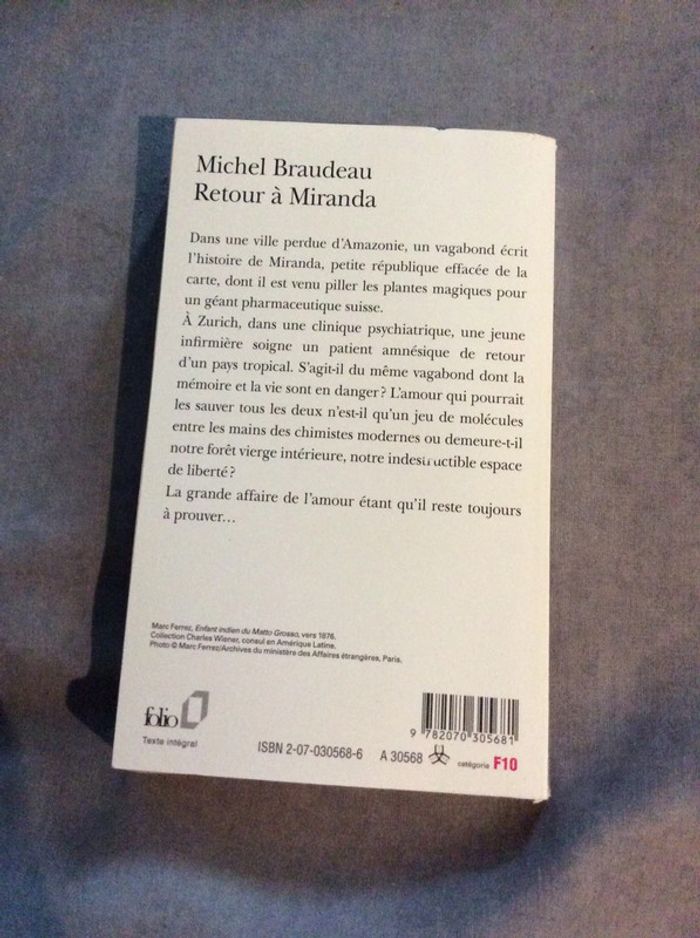 Michel Braudeau
Retour à Miranda
Dans une ville perdue d'Amazonie, un vagabond écrit
l'histoire de Miranda, petite république effacée de la
carte, dont il est venu piller les plantes magiques pour
un géant pharmaceutique suisse.
À Zurich, dans une clinique psychiatrique, une jeune
infirmière soigne un patient amnésique de retour
d'un pays tropical. S'agit-il du même vagabond dont la
mémoire et la vie sont en danger ? L'amour qui pourrait
les sauver tous les deux n'est-il qu'un jeu de molécules
entre les mains des chimistes modernes ou demeure-t-il
notre forêt vierge intérieure, notre indestructible espace
de liberté ?
La grande affaire de l'amour étant qu'il reste toujours
à prouver…
Marc Ferrez, Enfant indien du Matto Grosso, vers 1876.
Collection Charles Wiener, consul en Amérique Latine.
Photo © Marc Ferrez/Archives du ministère des Affaires étrangères, Paris.
folio
Texte intégral
9 782070 305681
ISBN 2-07-030568-6 A 30568 catégorie F10